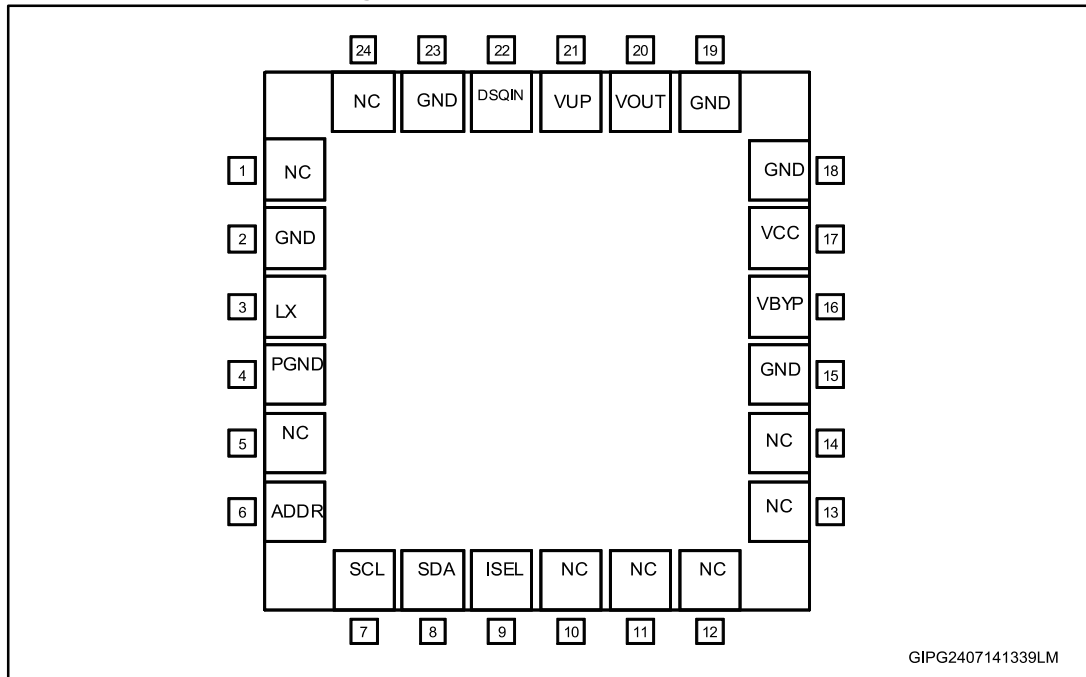 24 23 22 21 20 19
NC GND DSQIN VUP VOUT GND
1 NC GND 18
2 GND VCC 17
3 LX VBYP 16
4 PGND GND 15
5 NC NC 14
6 ADDR NC 13
SCL SDA ISEL NC NC NC
7 8 9 10 11 12
GIPG2407141339LM